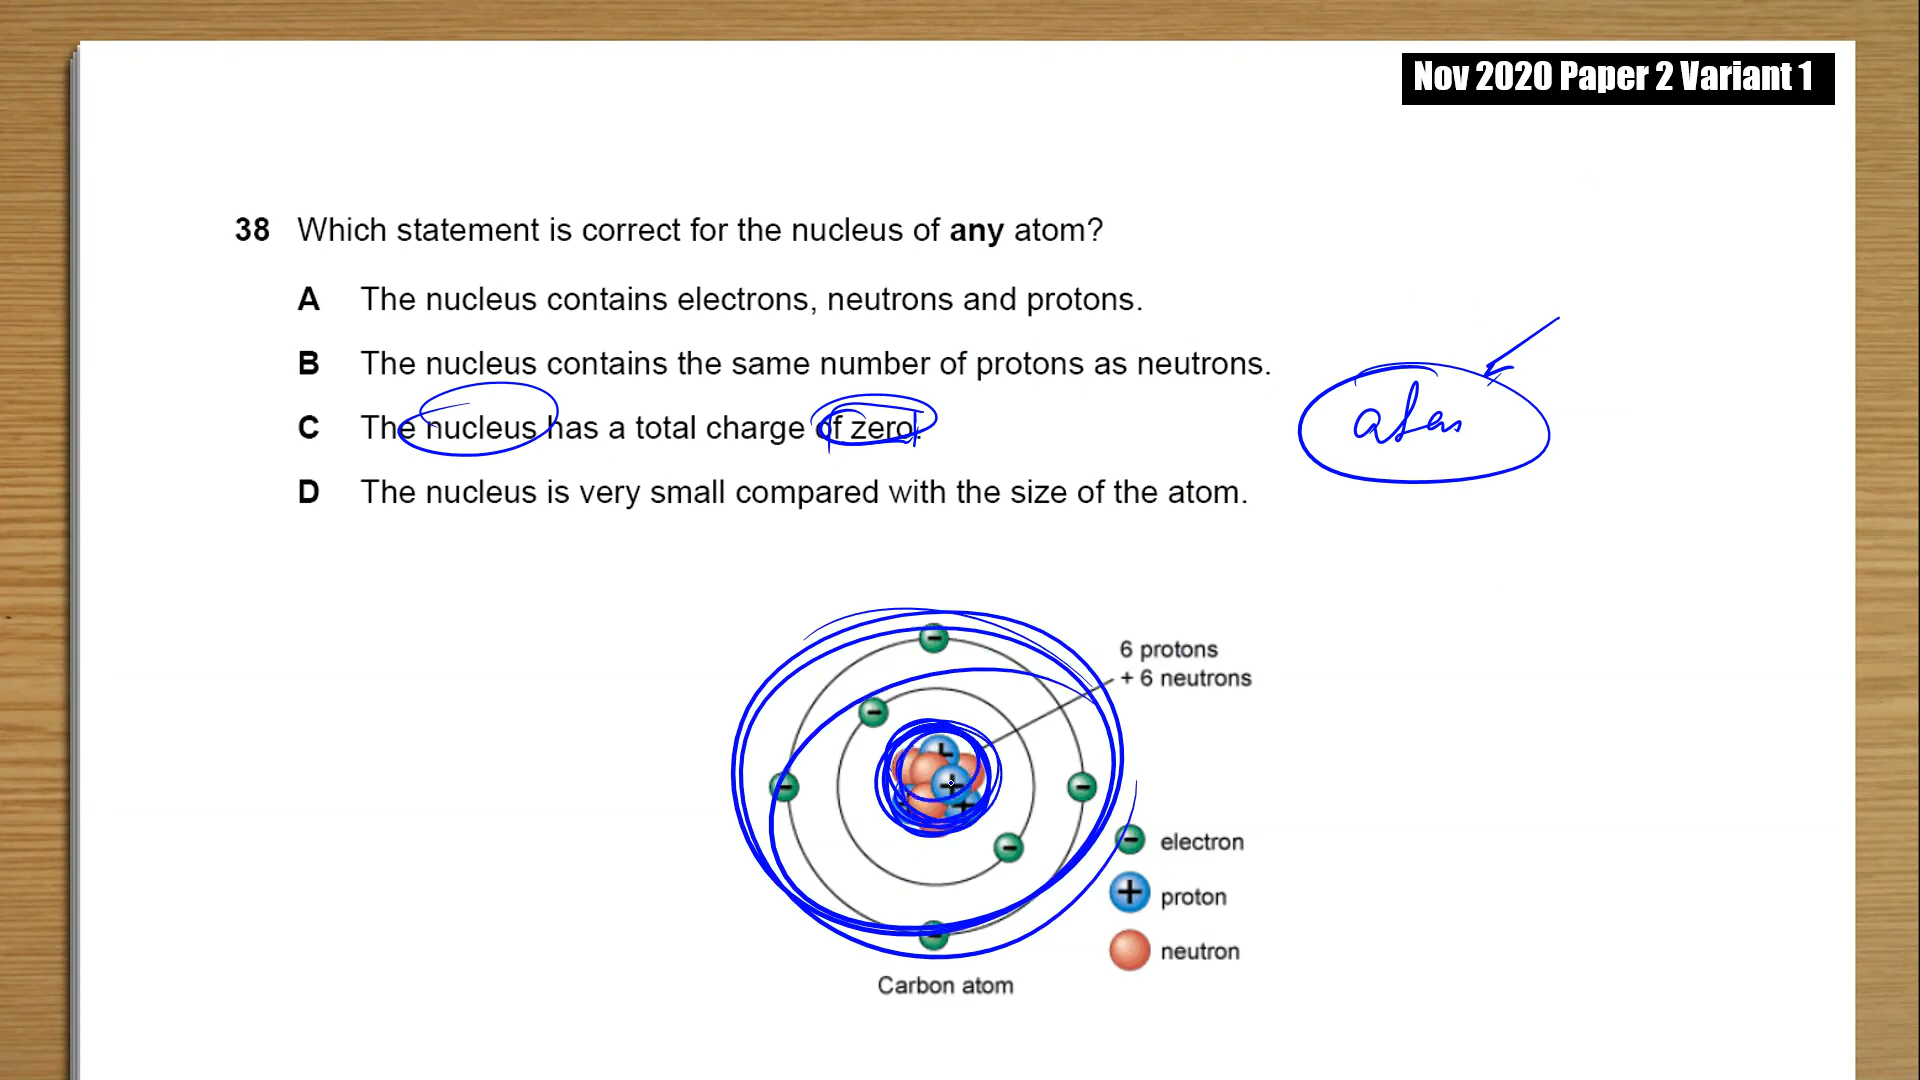 Nov 2020 Paper 2 Variant 1
38 Which statement is correct for the nucleus of any atom?
A The nucleus contains electrons, neutrons and protons.
B The nucleus contains the same number of protons as neutrons.
C The nucleus has a total charge of zero.
D The nucleus is very small compared with the size of the atom.
6 protons
+ 6 neutrons
electron
proton
neutron
Carbon atom